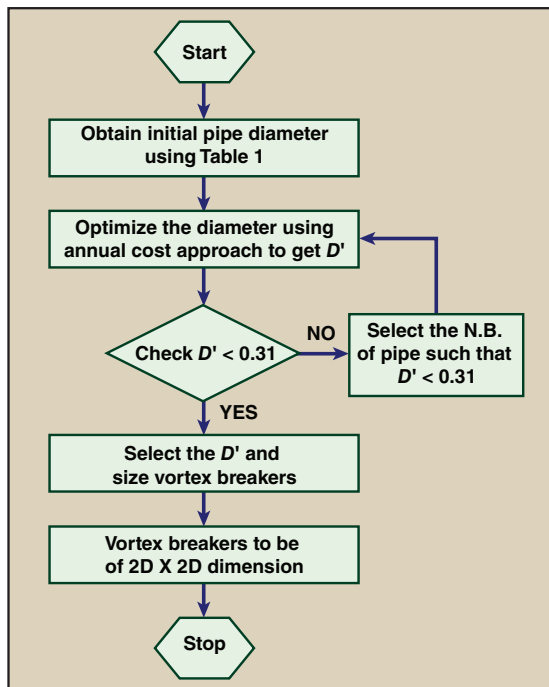 Start
Obtain initial pipe diameter
using Table 1
Optimize the diameter using
annual cost approach to get D'
Check D' < 0.31
NO
Select the N.B.
of pipe such that
D' < 0.31
YES
Select the D' and
size vortex breakers
Vortex breakers to be
of 2D X 2D dimension
Stop